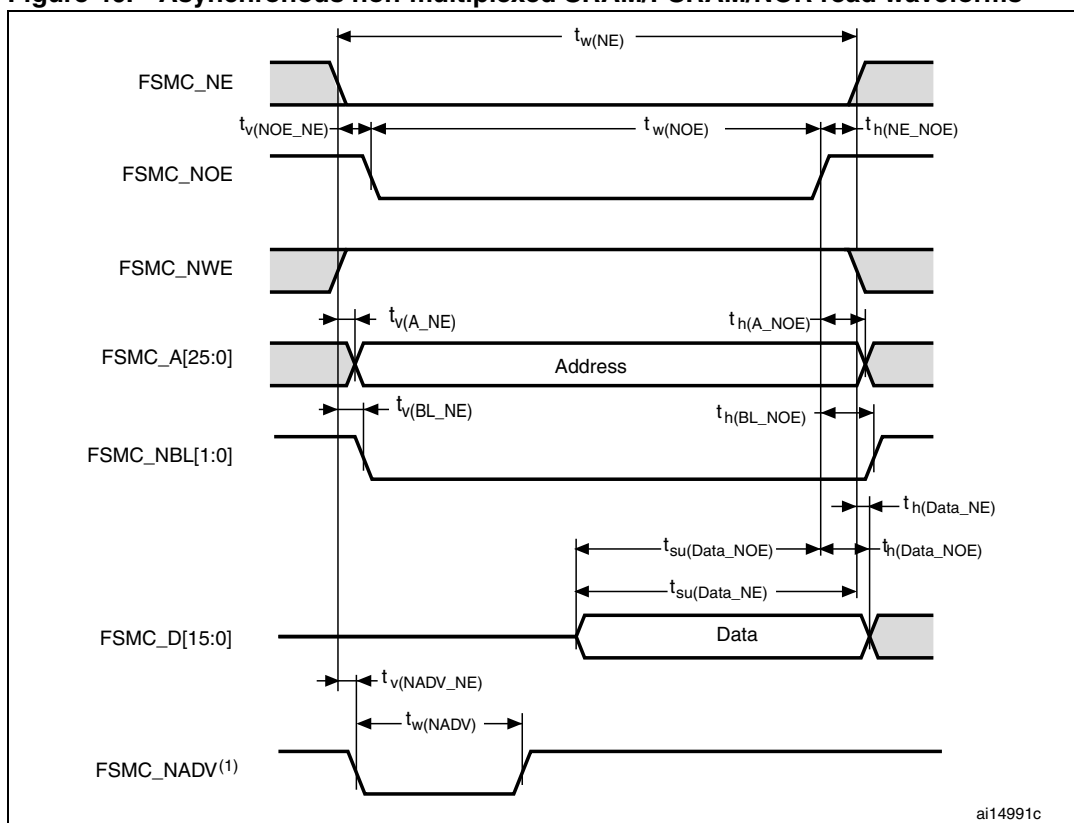 Figure 40. Asynchronous non-multiplexed SRAM/PSRAM/NOR read waveforms
tw(NE)
FSMC_NE
tv(NOE_NE)
tw(NOE)
th(NE_NOE)
FSMC_NOE
FSMC_NWE
tv(A_NE)
th(A_NOE)
FSMC_A[25:0]
Address
tv(BL_NE)
th(BL_NOE)
FSMC_NBL[1:0]
th(Data_NE)
tsu(Data_NOE)
th(Data_NOE)
tsu(Data_NE)
FSMC_D[15:0]
Data
tv(NADV_NE)
tw(NADV)
FSMC_NADV(1)
ai14991c